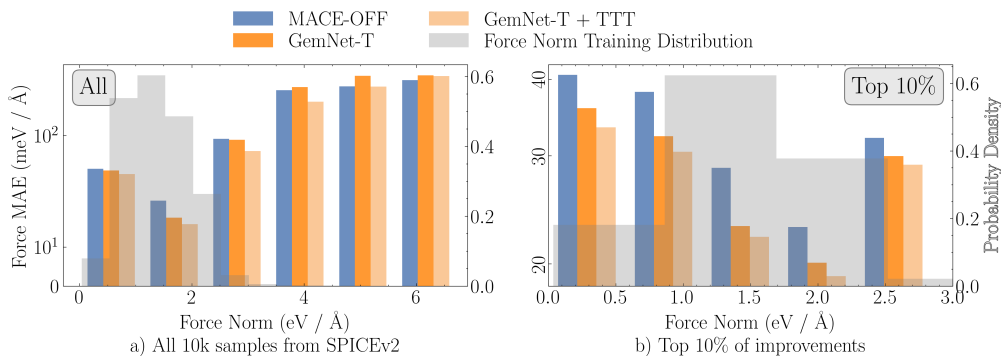 MACE-OFF
GemNet-T
GemNet-T + TTT
Force Norm Training Distribution
All
Force MAE (meV / Å)
10²
10¹
0
0.6
0.4
0.2
0.0
0 2 4 6
Force Norm (eV / Å)
a) All 10k samples from SPICEv2
Top 10%
40
30
20
0.6
0.4
0.2
0.0
Probability Density
0.0 0.5 1.0 1.5 2.0 2.5 3.0
Force Norm (eV / Å)
b) Top 10% of improvements